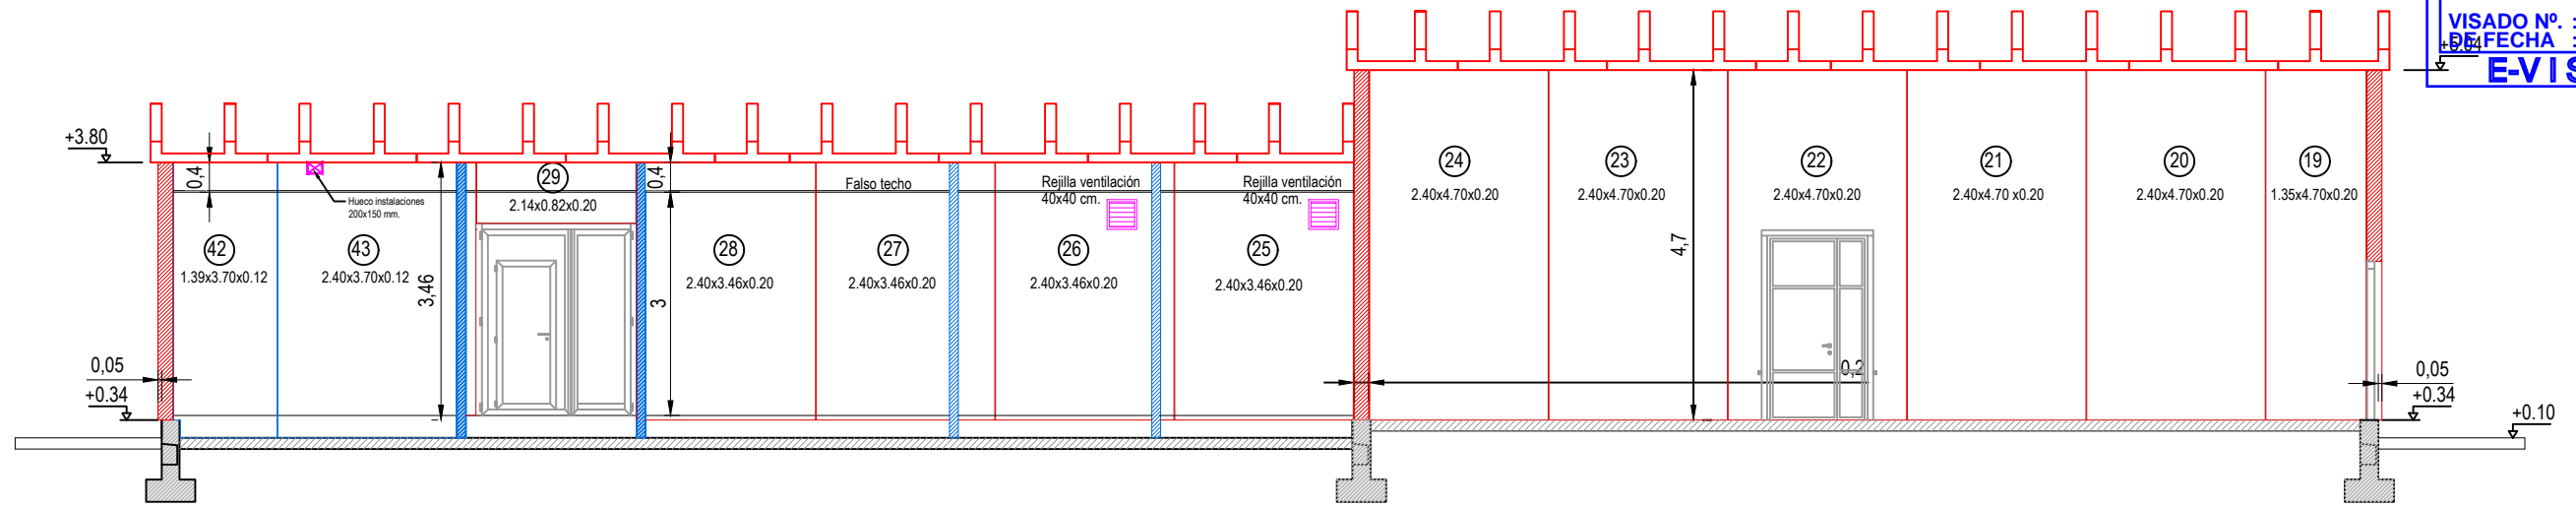 VISADO Nº. :
DE FECHA :
+5.04
E-VIS
+3.80
0,4
Hueco instalaciones
200x150 mm.
42
1.39x3.70x0.12
43
2.40x3.70x0.12
3,46
29
2.14x0.82x0.20
0,4
3
28
2.40x3.46x0.20
Falso techo
27
2.40x3.46x0.20
Rejilla ventilación
40x40 cm.
26
2.40x3.46x0.20
Rejilla ventilación
40x40 cm.
25
2.40x3.46x0.20
24
2.40x4.70x0.20
23
2.40x4.70x0.20
4,7
22
2.40x4.70x0.20
21
2.40x4.70 x0.20
20
2.40x4.70x0.20
19
1.35x4.70x0.20
0,05
+0.34
0,2
0,05
+0.34
+0.10